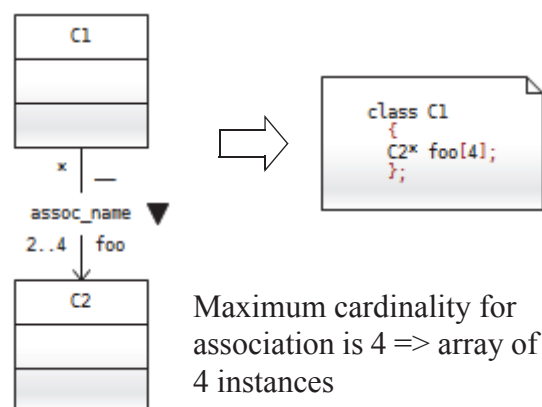 C1
class C1
{
C2* foo[4];
};
*
assoc_name
2..4 foo
C2
Maximum cardinality for
association is 4 => array of
4 instances